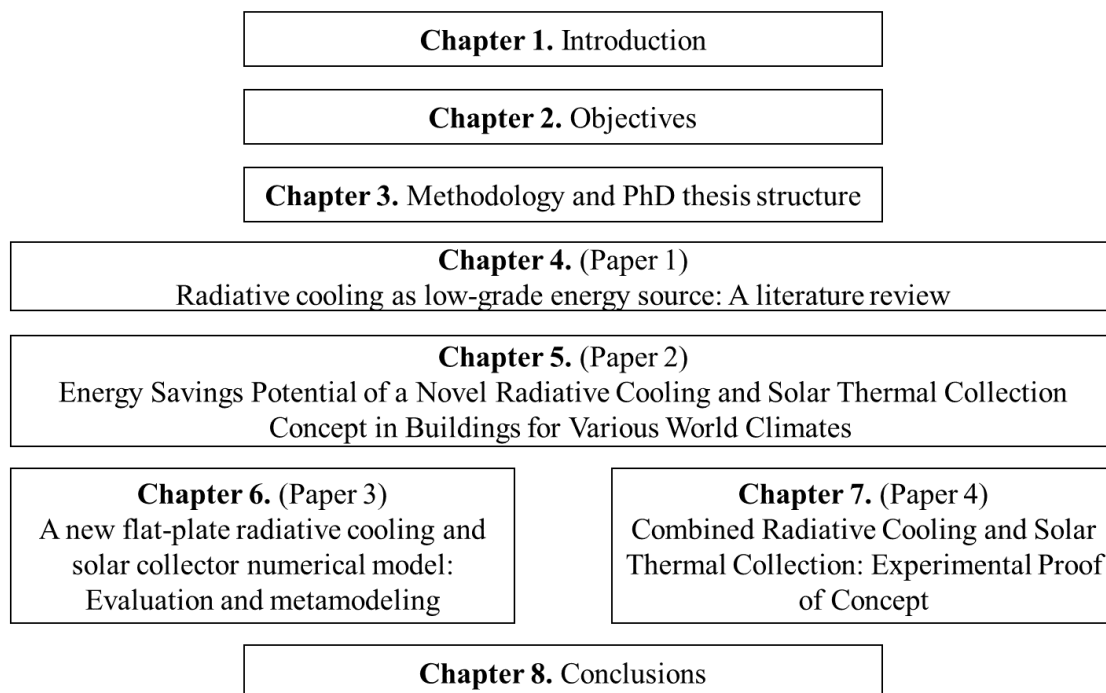 Chapter 1. Introduction
Chapter 2. Objectives
Chapter 3. Methodology and PhD thesis structure
Chapter 4. (Paper 1)
Radiative cooling as low-grade energy source: A literature review
Chapter 5. (Paper 2)
Energy Savings Potential of a Novel Radiative Cooling and Solar Thermal Collection
Concept in Buildings for Various World Climates
Chapter 6. (Paper 3)
A new flat-plate radiative cooling and
solar collector numerical model:
Evaluation and metamodeling
Chapter 7. (Paper 4)
Combined Radiative Cooling and Solar
Thermal Collection: Experimental Proof
of Concept
Chapter 8. Conclusions